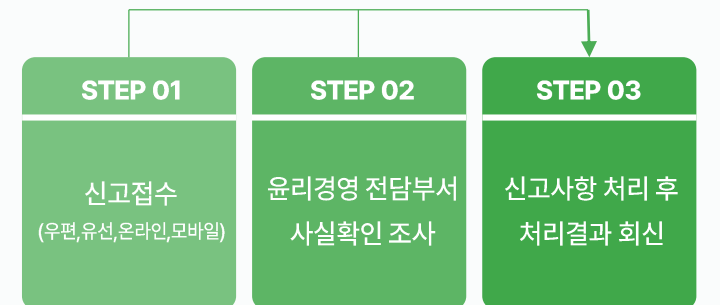 STEP 01
신고접수
(우편,유선,온라인,모바일)
STEP 02
윤리경영 전담부서
사실확인 조사
STEP 03
신고사항 처리 후
처리결과 회신